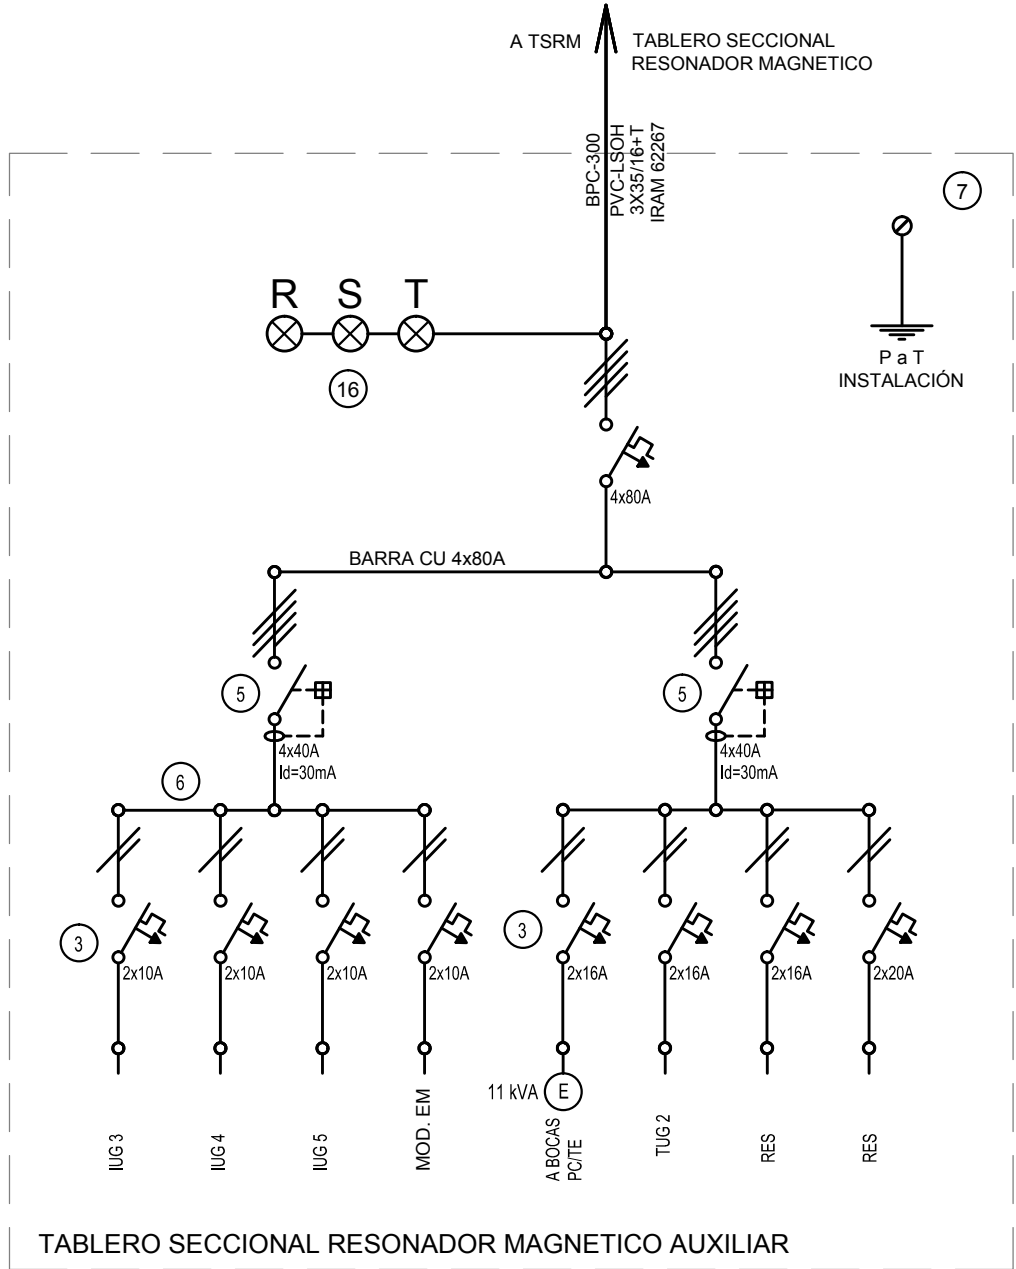 A TSRM
TABLERO SECCIONAL
RESONADOR MAGNETICO
BPC-300
PVC-LSOH
3X35/16+T
IRAM 62267
7
R S T
16
P a T
INSTALACIÓN
4x80A
BARRA CU 4x80A
5
4x40A
Id=30mA
5
4x40A
Id=30mA
6
3
2x10A
2x10A
2x10A
2x10A
3
2x16A
2x16A
2x16A
2x20A
11 kVA
E
IUG 3
IUG 4
IUG 5
MOD. EM
A BOCAS
PC/TE
TUG 2
RES
RES
TABLERO SECCIONAL RESONADOR MAGNETICO AUXILIAR